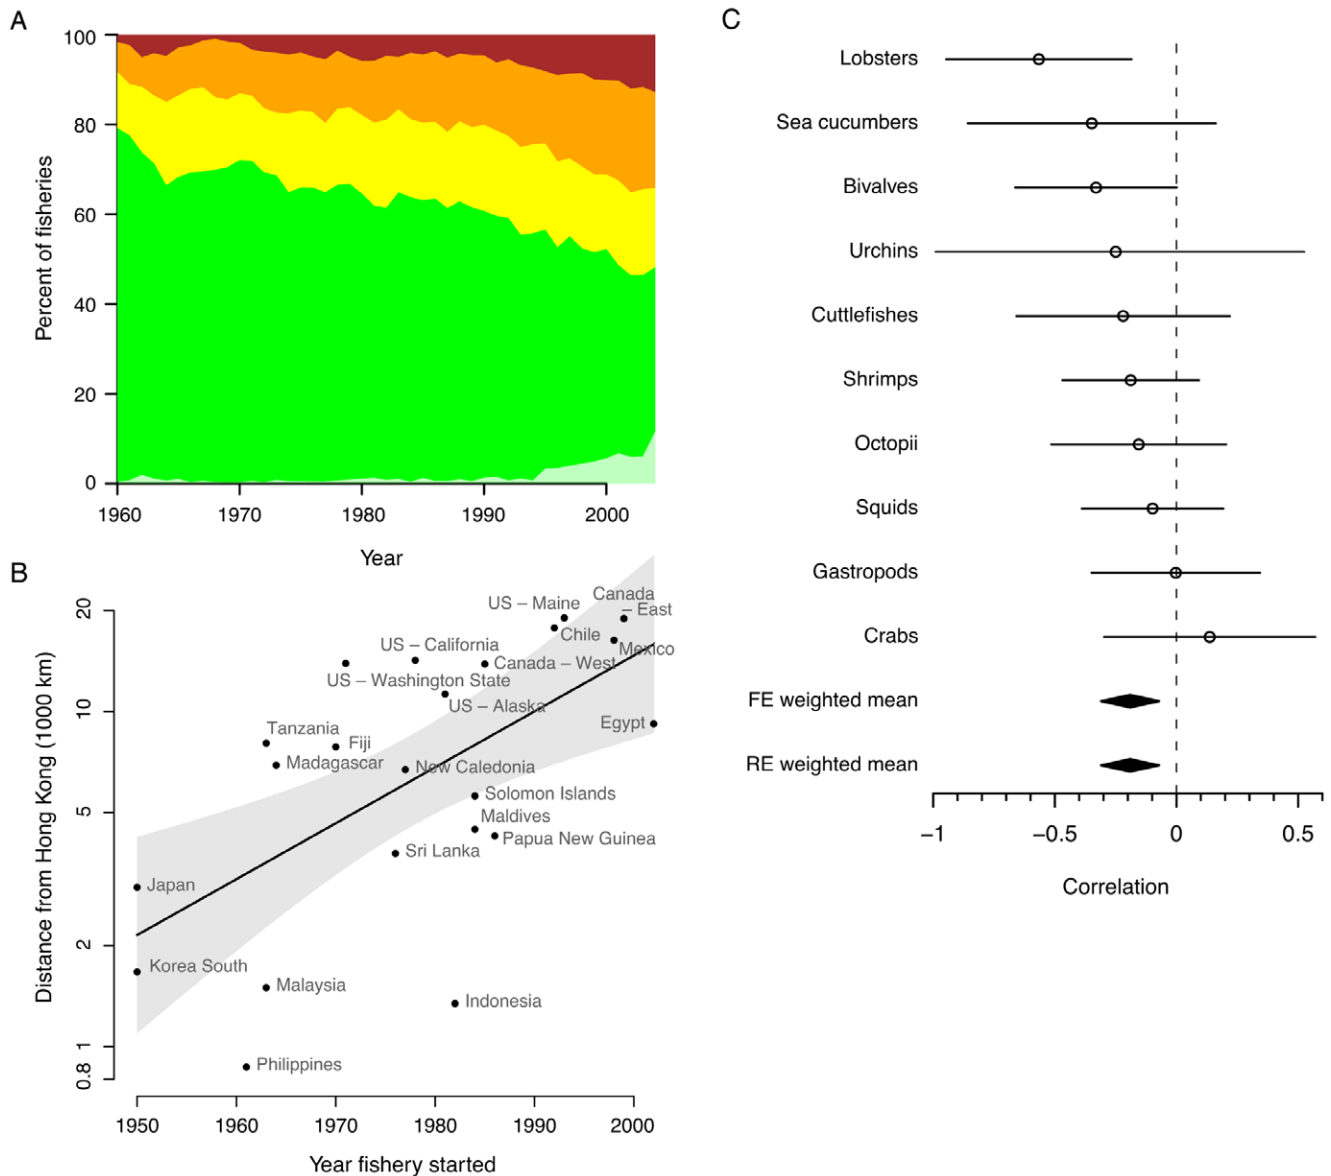 A
100
80
60
40
20
0
Percent of fisheries
1960 1970 1980 1990 2000
Year
B
20
10
5
2
1
0.8
Distance from Hong Kong (1000 km)
Canada
– East
US – Maine
Chile
Mexico
US – California
Canada – West
US – Washington State
US – Alaska
Egypt
Tanzania
Fiji
Madagascar
New Caledonia
Solomon Islands
Maldives
Papua New Guinea
Sri Lanka
Japan
Korea South
Malaysia
Indonesia
Philippines
1950 1960 1970 1980 1990 2000
Year fishery started
C
Lobsters
Sea cucumbers
Bivalves
Urchins
Cuttlefishes
Shrimps
Octopii
Squids
Gastropods
Crabs
FE weighted mean
RE weighted mean
−1 −0.5 0 0.5
Correlation